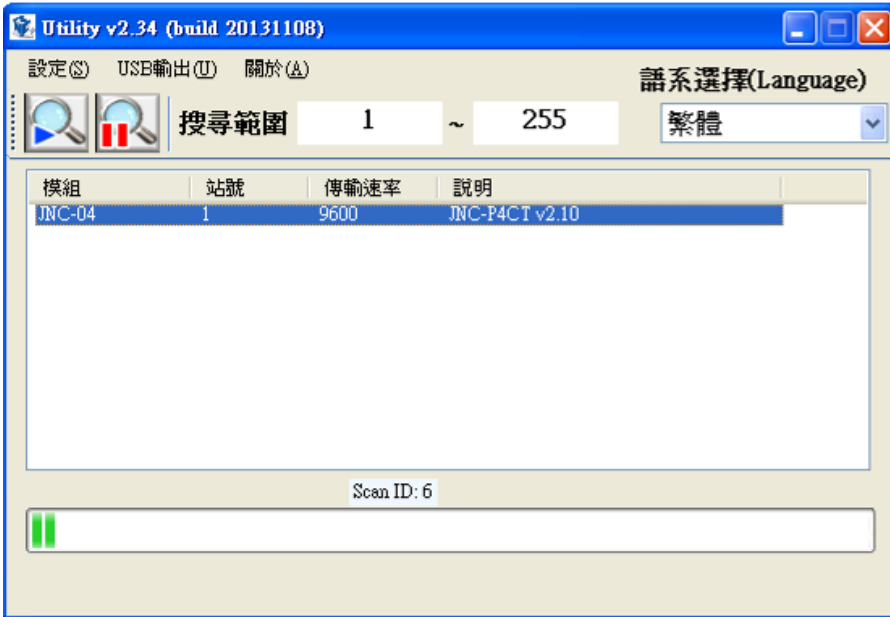 Utility v2.34 (build 20131108)
設定(S) USB輸出(U) 關於(A)
語系選擇(Language)
搜尋範圍 1 ~ 255 繁體
模組 站號 傳輸速率 說明
JNC-04 1 9600 JNC-P4CT v2.10
Scan ID: 6